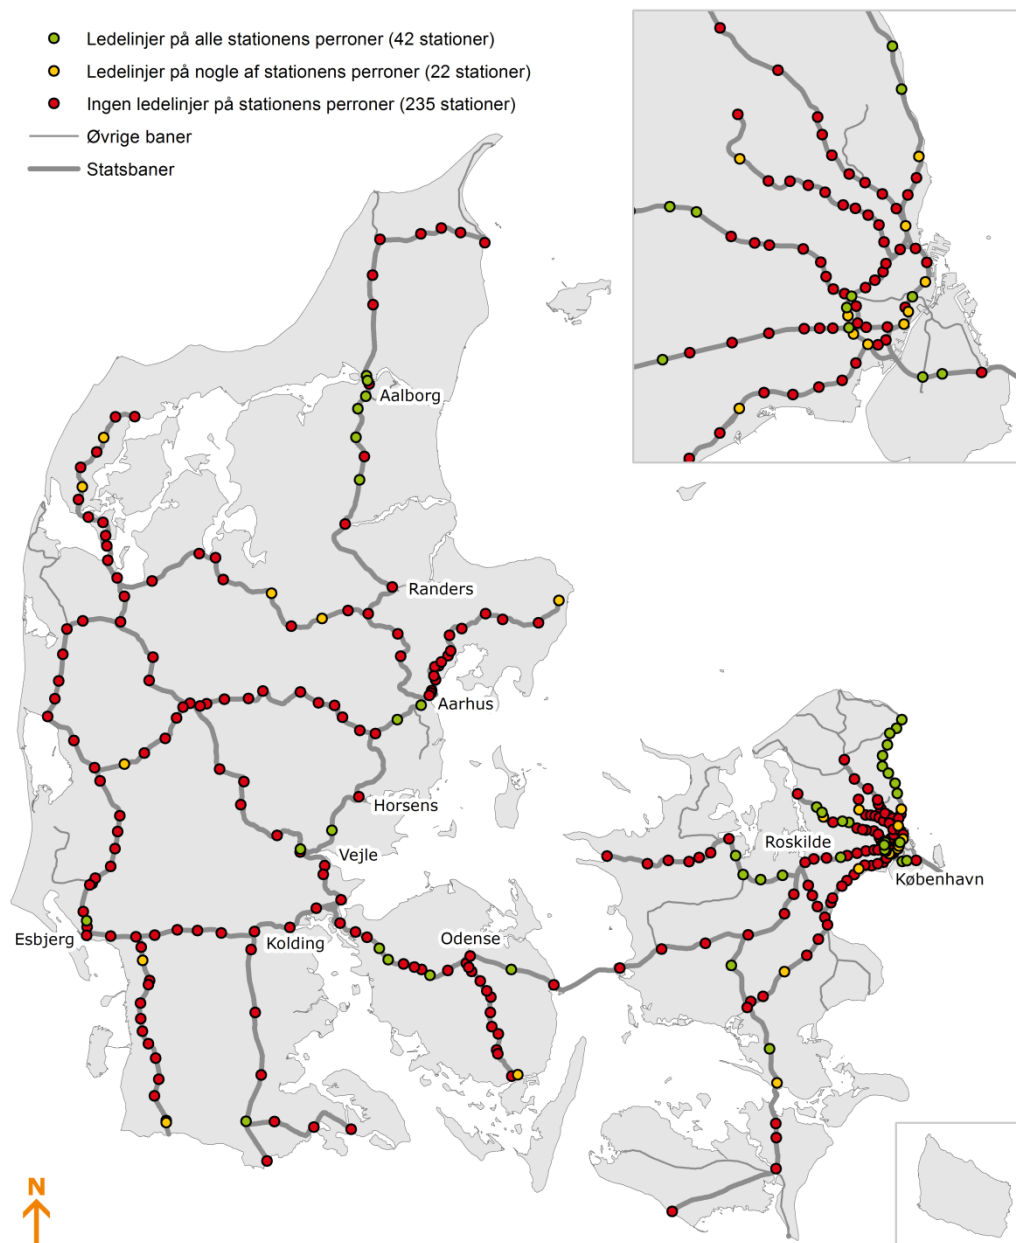 Ledelinjer på alle stationens perroner (42 stationer)
Ledelinjer på nogle af stationens perroner (22 stationer)
Ingen ledelinjer på stationens perroner (235 stationer)
Øvrige baner
Statsbaner
Aalborg
Randers
Aarhus
Horsens
Vejle
Roskilde
København
Esbjerg
Kolding
Odense
N